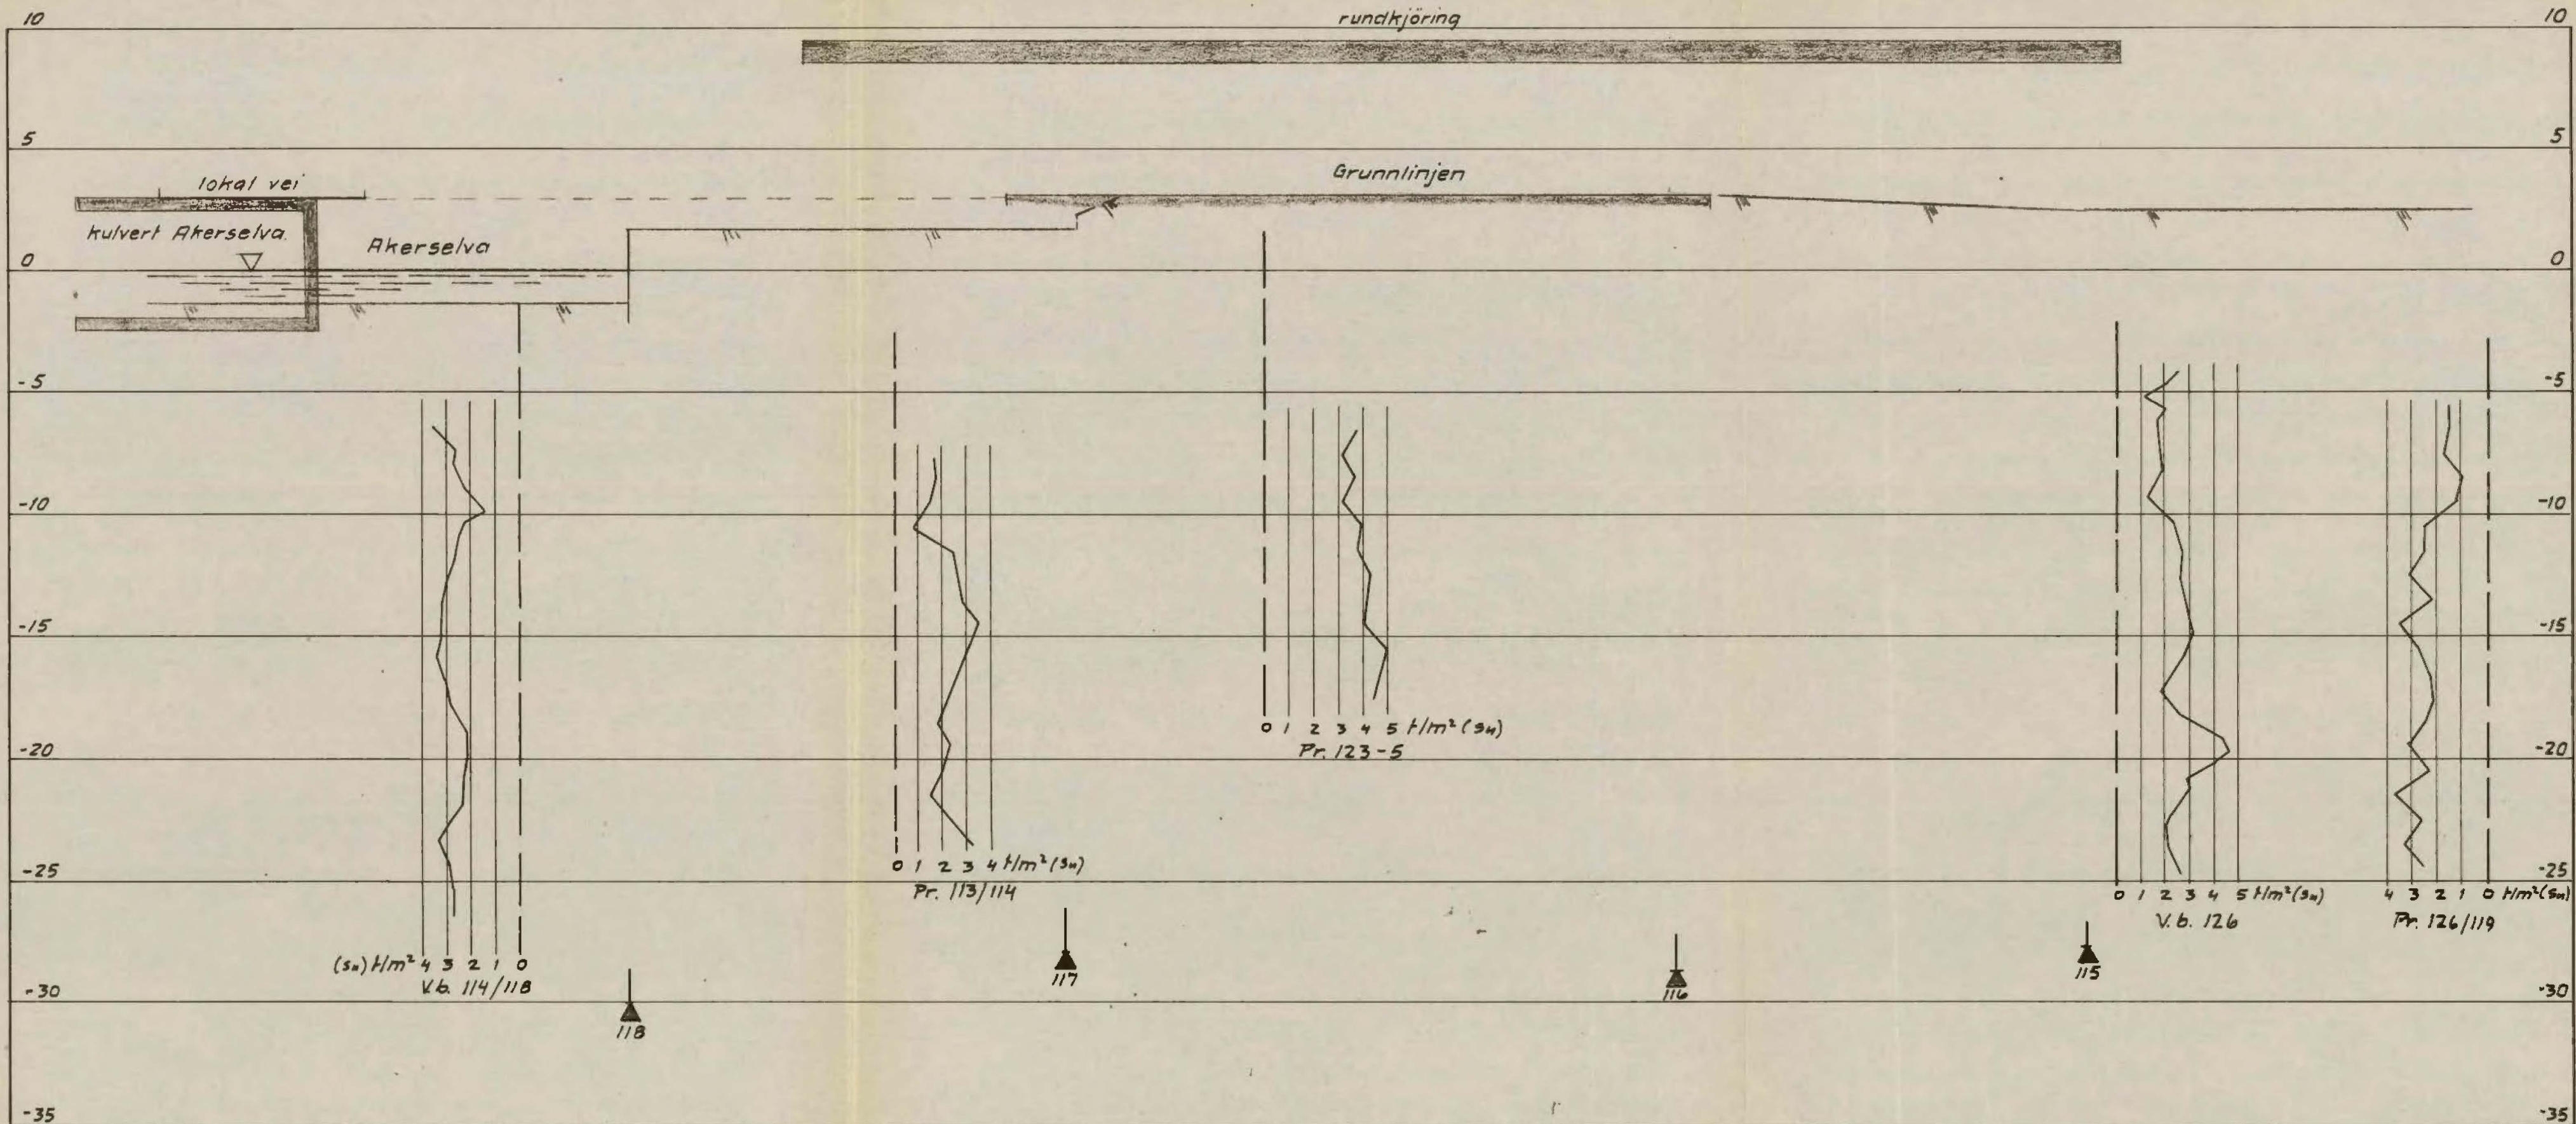 10
rundkjöring
10
5
5
lokal vei
Grunnlinjen
kulvert Akerselva.
Akerselva
0
0
-5
-5
-10
-10
-15
-15
0 1 2 3 4 5 t/m² (su)
Pr. 123-5
-20
-20
0 1 2 3 4 t/m² (su)
Pr. 113/114
-25
-25
0 1 2 3 4 5 t/m² (su)
V.b. 126
4 3 2 1 0 t/m² (su)
Pr. 126/119
(su) t/m² 4 3 2 1 0
V.b. 114/118
117
116
115
-30
-30
118
-35
-35